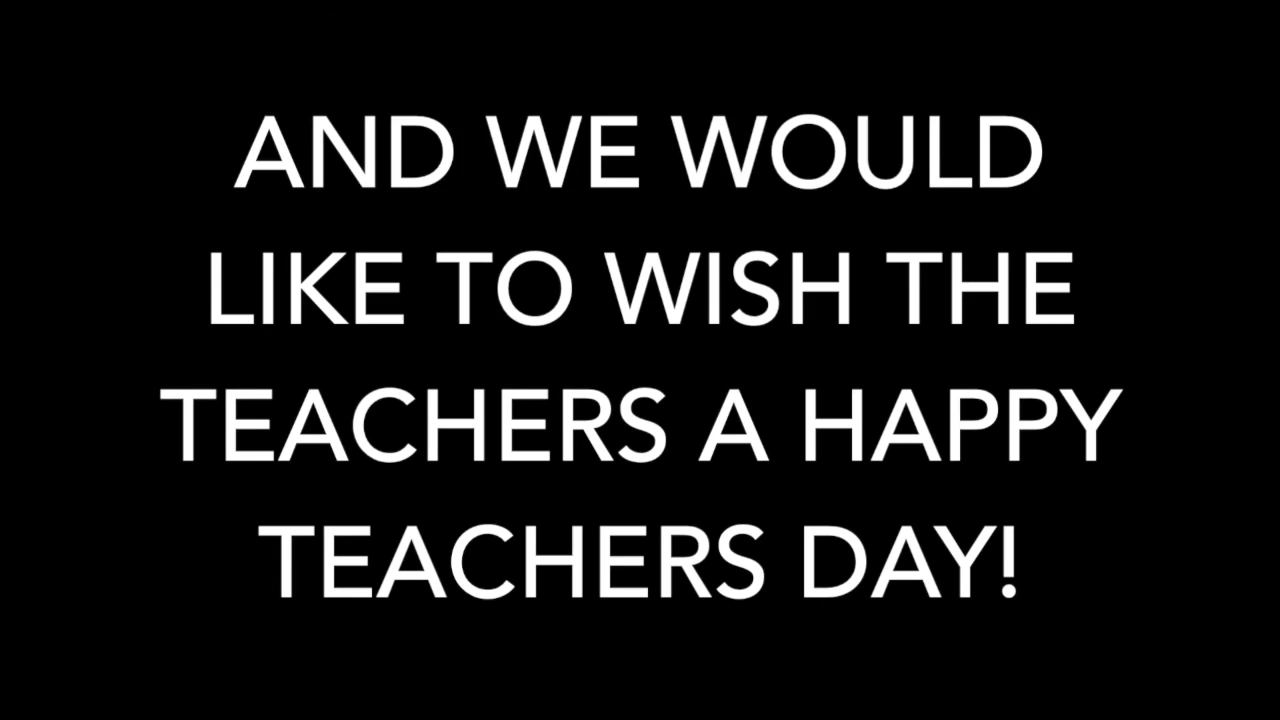 AND WE WOULD
LIKE TO WISH THE
TEACHERS A HAPPY
TEACHERS DAY!